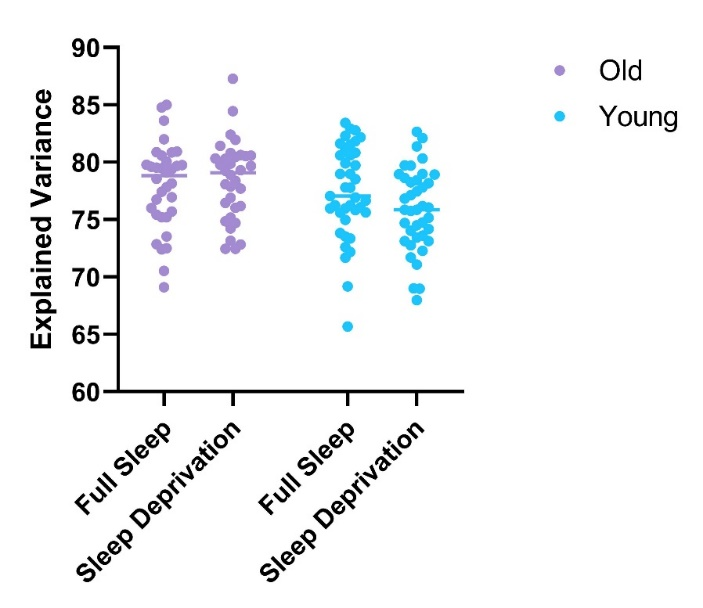 Explained Variance
90
85
80
75
70
65
60
Full Sleep
Sleep Deprivation
Full Sleep
Sleep Deprivation
Old
Young